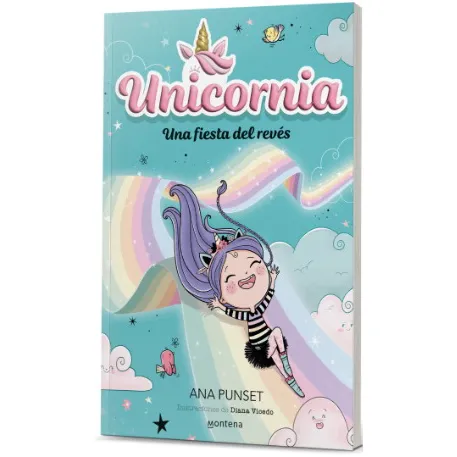 Unicornia
Una fiesta del revés
ANA PUNSET
Ilustraciones de Diana Vicedo
Montena